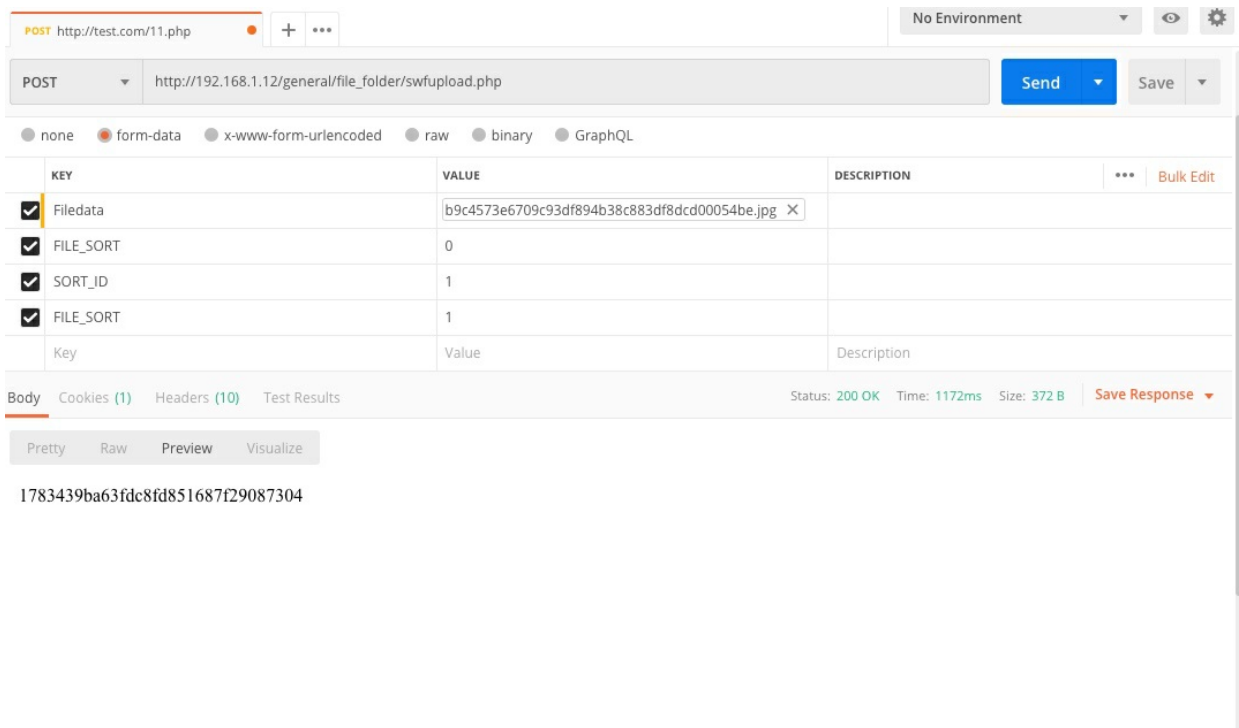 POST http://test.com/11.php + ••• No Environment
POST http://192.168.1.12/general/file_folder/swfupload.php Send Save
none form-data x-www-form-urlencoded raw binary GraphQL
KEY VALUE DESCRIPTION ••• Bulk Edit
Filedata b9c4573e6709c93df894b38c883df8dcd00054be.jpg ×
FILE_SORT 0
SORT_ID 1
FILE_SORT 1
Key Value Description
Body Cookies (1) Headers (10) Test Results Status: 200 OK Time: 1172ms Size: 372 B Save Response
Pretty Raw Preview Visualize
1783439ba63fdc8fd851687f29087304